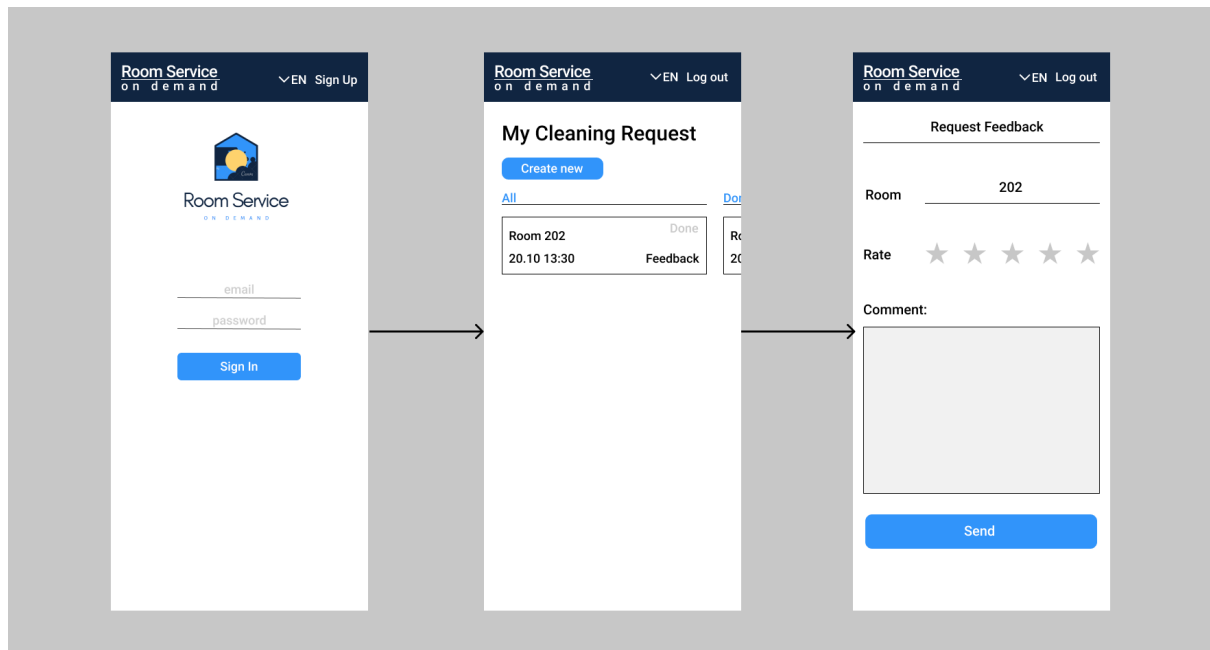 Room Service
on demand
EN Sign Up
Room Service
ON DEMAND
email
password
Sign In
Room Service
on demand
EN Log out
My Cleaning Request
Create new
All
Room 202 Done
20.10 13:30 Feedback
Room Service
on demand
EN Log out
Request Feedback
Room 202
Rate
Comment:
Send